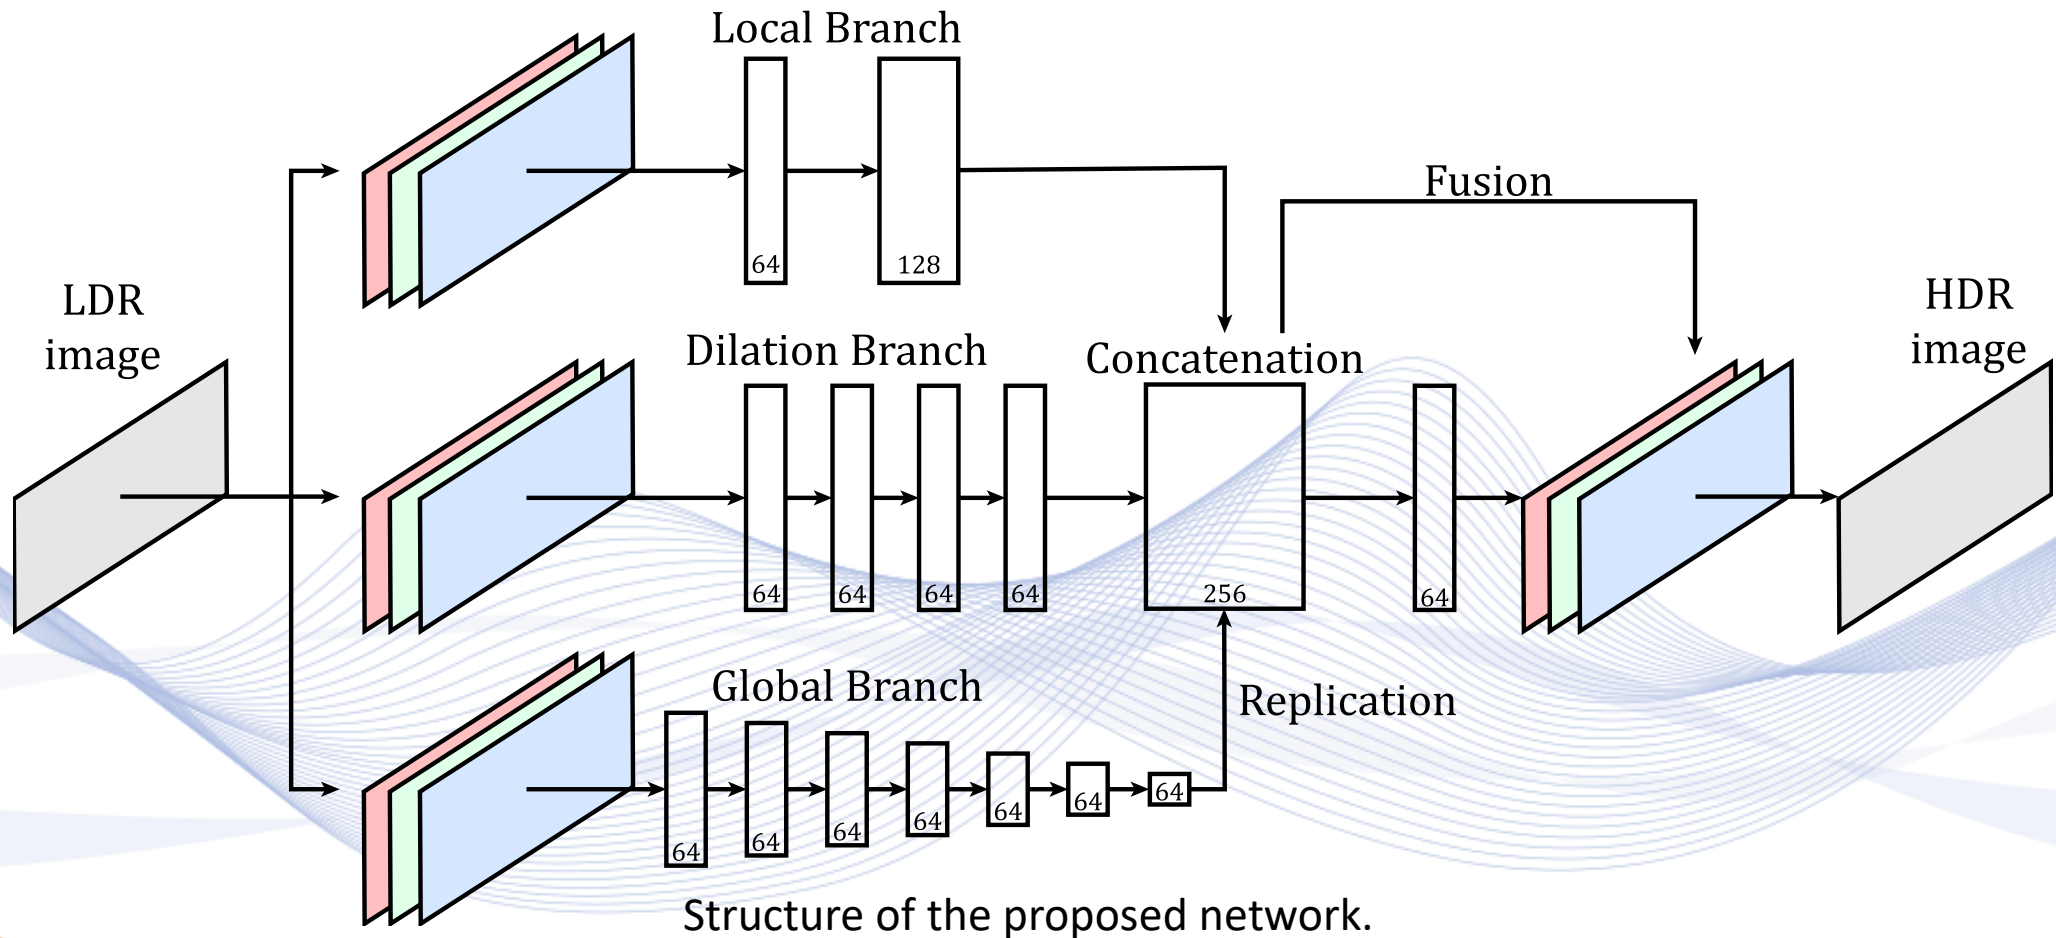 Local Branch
64
128
Fusion
LDR
image
HDR
image
Dilation Branch
Concatenation
64
64
64
64
256
64
Global Branch
Replication
64
64
64
64
64
64
64
Structure of the proposed network.